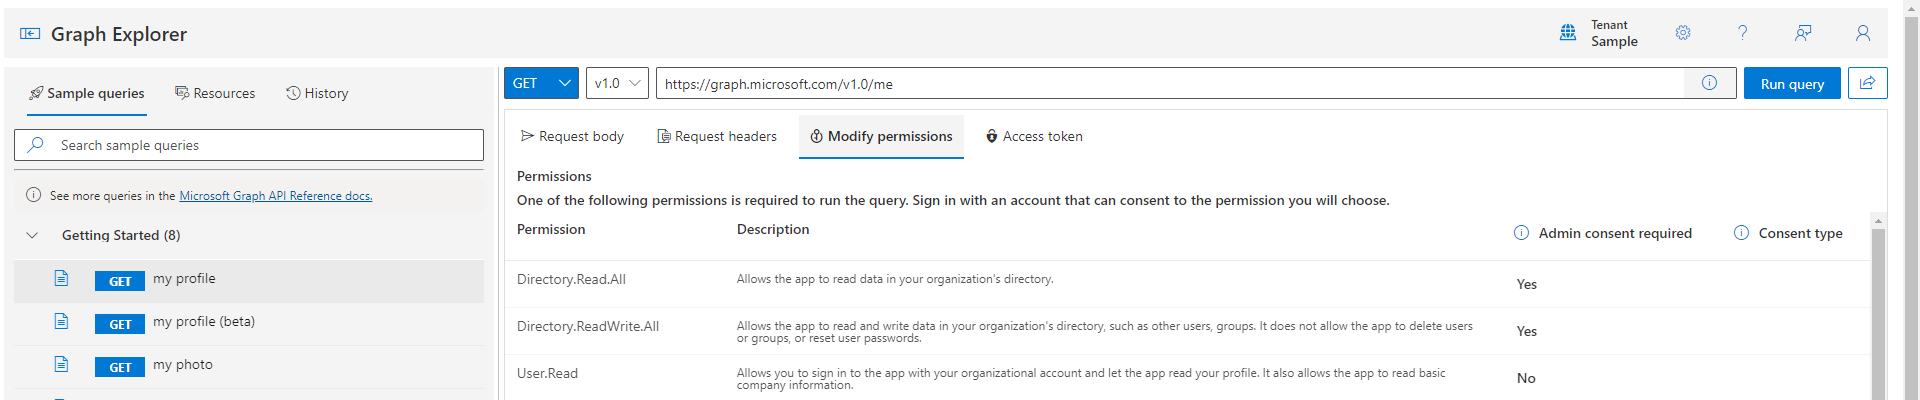 Graph Explorer
Tenant
Sample
Sample queries
Resources
History
Search sample queries
See more queries in the Microsoft Graph API Reference docs.
Getting Started (8)
GET my profile
GET my profile (beta)
GET my photo
GET
v1.0
https://graph.microsoft.com/v1.0/me
Run query
Request body
Request headers
Modify permissions
Access token
Permissions
One of the following permissions is required to run the query. Sign in with an account that can consent to the permission you will choose.
Permission
Description
Admin consent required
Consent type
Directory.Read.All
Allows the app to read data in your organization's directory.
Yes
Directory.ReadWrite.All
Allows the app to read and write data in your organization's directory, such as other users, groups. It does not allow the app to delete users
or groups, or reset user passwords.
Yes
User.Read
Allows you to sign in to the app with your organizational account and let the app read your profile. It also allows the app to read basic
company information.
No